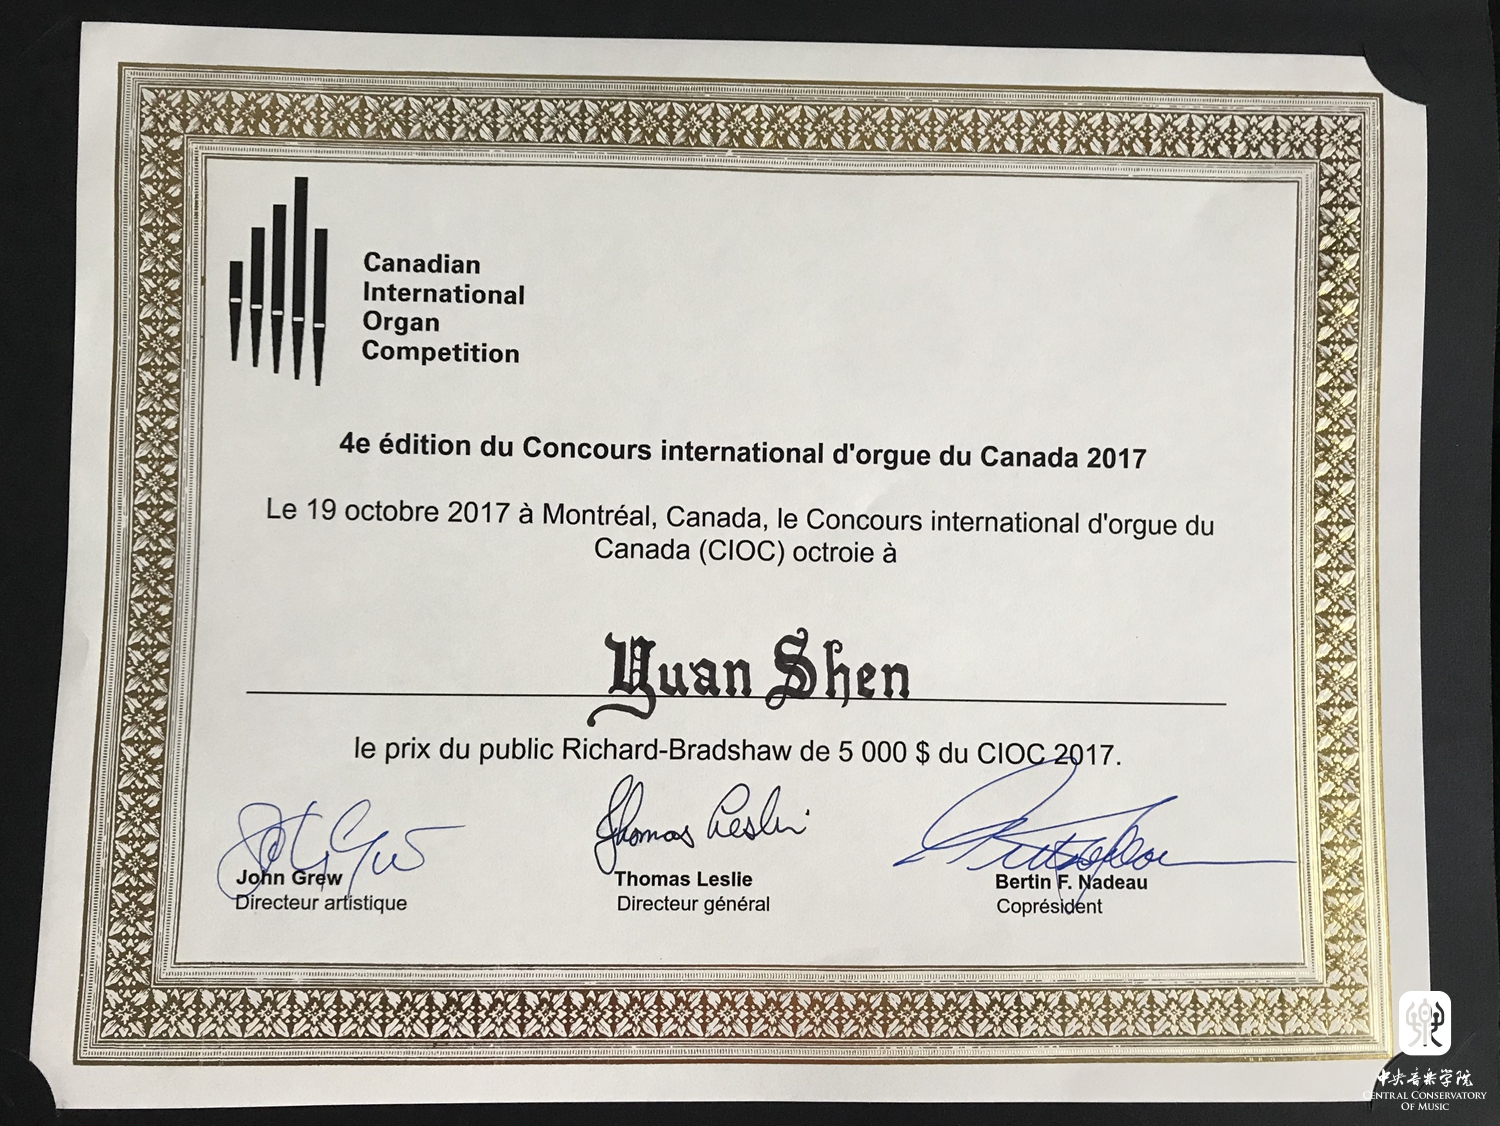 Canadian
International
Organ
Competition
4e édition du Concours international d'orgue du Canada 2017
Le 19 octobre 2017 à Montréal, Canada, le Concours international d'orgue du
Canada (CIOC) octroie à
Yuan Shen
le prix du public Richard-Bradshaw de 5 000 $ du CIOC 2017.
Thomas Leslie
John Grew
Directeur artistique
Thomas Leslie
Directeur général
Bertin F. Nadeau
Coprésident
中央音乐学院
CENTRAL CONSERVATORY
OF MUSIC